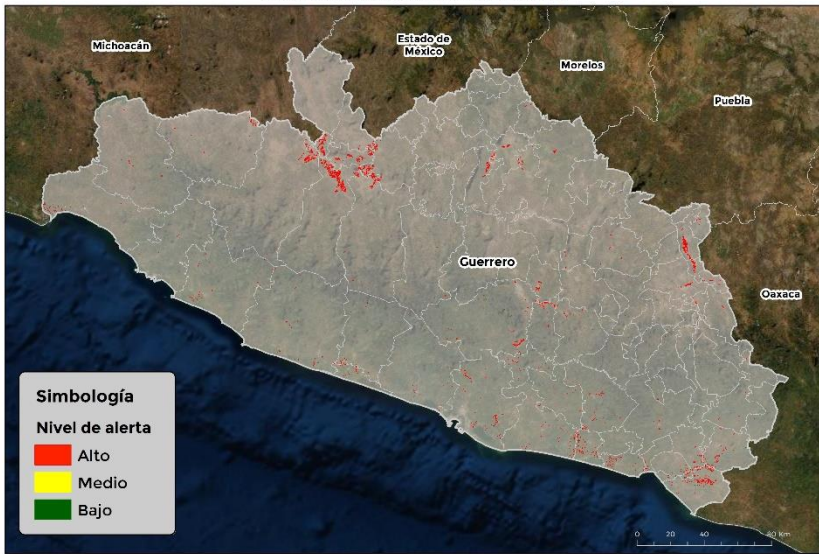 Michoacán
Estado de
México
Morelos
Puebla
Guerrero
Oaxaca
Simbología
Nivel de alerta
Alto
Medio
Bajo
0 20 40 80 Km